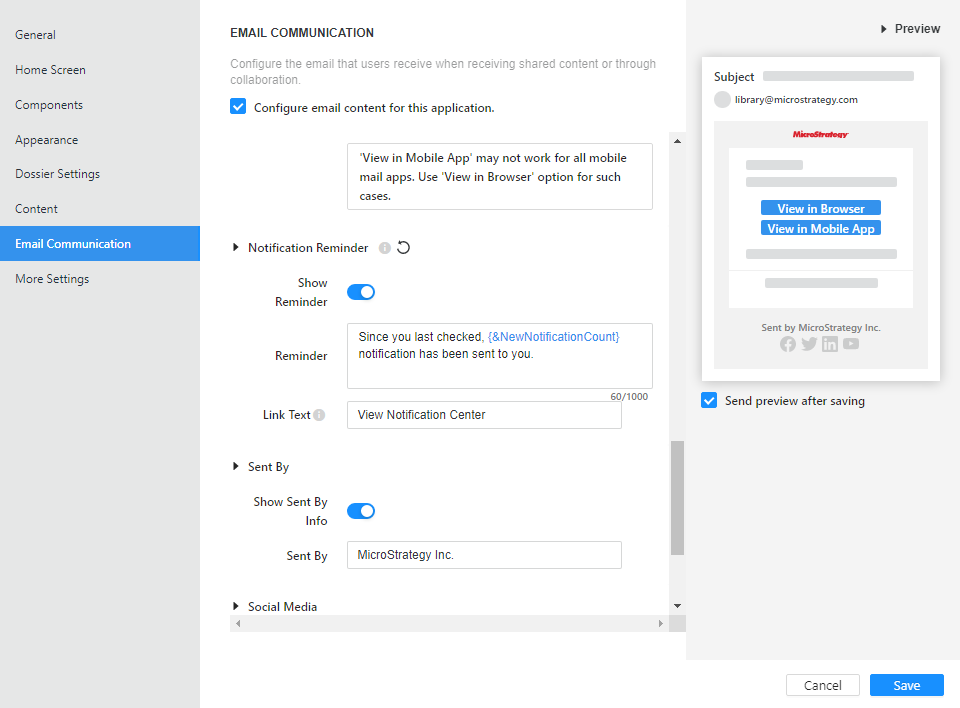 General
Home Screen
Components
Appearance
Dossier Settings
Content
Email Communication
More Settings
EMAIL COMMUNICATION
Configure the email that users receive when receiving shared content or through
collaboration.
Configure email content for this application.
'View in Mobile App' may not work for all mobile
mail apps. Use 'View in Browser' option for such
cases.
Notification Reminder
Show
Reminder
Reminder
Since you last checked, {&NewNotificationCount}
notification has been sent to you.
60/1000
Link Text
View Notification Center
Sent By
Show Sent By
Info
Sent By
MicroStrategy Inc.
Social Media
Preview
Subject
library@microstrategy.com
MicroStrategy
View in Browser
View in Mobile App
Sent by MicroStrategy Inc.
Send preview after saving
Cancel
Save